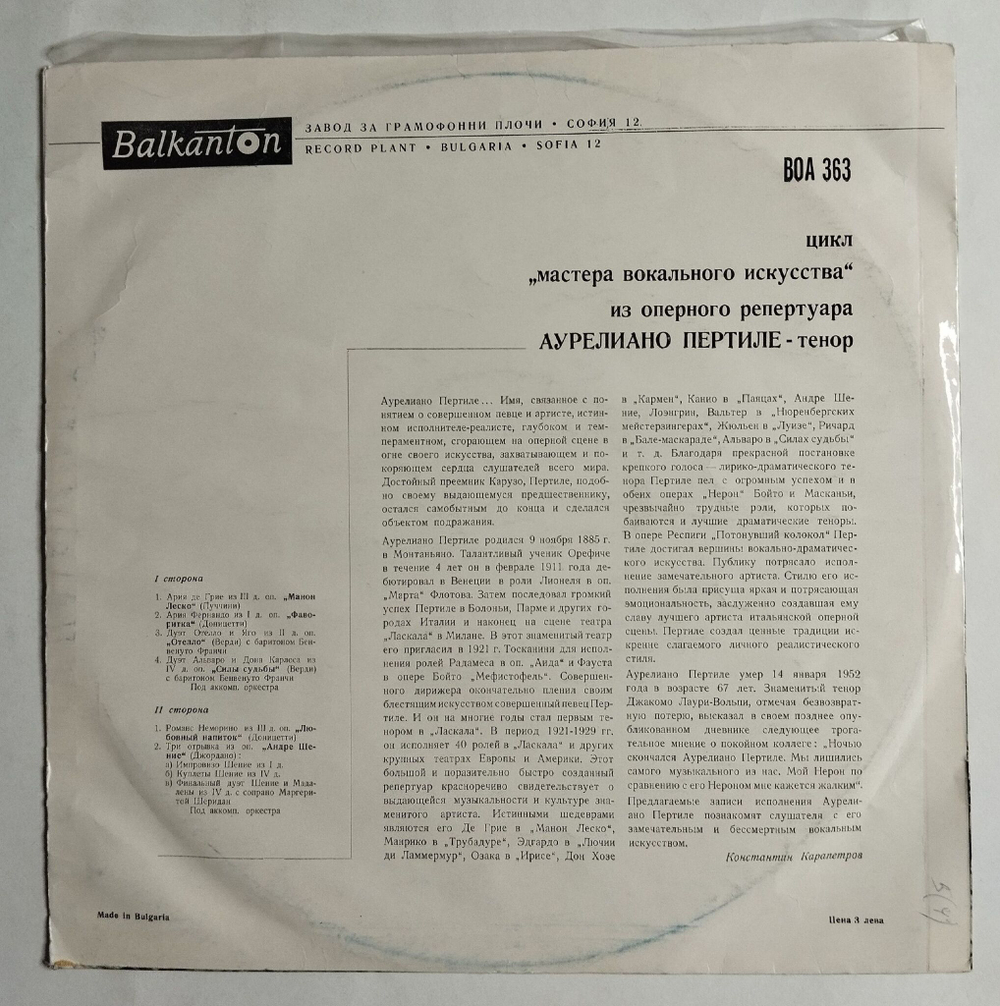 Balkanton
ЗАВОД ЗА ГРАМОФОННИ ПЛОЧИ • СОФИЯ 12
RECORD PLANT • BULGARIA • SOFIA 12
ВОА 363
цикл
„мастера вокального искусства“
из оперного репертуара
АУРЕЛИАНО ПЕРТИЛЕ - тенор
I сторона
1. Ария де Грие из III д. оп. „Манон
Леско“ (Пуччини)
2. Ария Фернандо из I д. оп. „Фаво-
ритка“ (Доницетти)
3. Дуэт Отелло и Яго из II д. оп.
„Отелло“ (Верди) с баритоном Бен-
венуто Франчи
4. Дуэт Альваро и Дона Карлоса из
IV д. оп. „Силы судьбы“ (Верди)
с баритоном Бенвенуто Франчи
Под аккомп. оркестра
II сторона
1. Романс Неморино из III д. оп. „Лю-
бовный напиток“ (Доницетти)
2. Три отрывка из оп. „Андре Ше-
ние“ (Джордано):
а) Импровизо Шение из I д.
б) Куплеты Шение из IV д.
в) Финальный дуэт Шение и Мада-
лены из IV д. с сопрано Маргери-
той Шеридан
Под аккомп. оркестра
Аурелиано Пертиле... Имя, связанное с по-
нятием о совершенном певце и артисте, истин-
ном исполнителе-реалисте, глубоком и тем-
пераментном, сгорающем на оперной сцене в
огне своего искусства, захватывающем и по-
коряющем сердца слушателей всего мира.
Достойный преемник Карузо, Пертиле, подоб-
но своему выдающемуся предшественнику,
остался самобытным до конца и сделался
объектом подражания.
Аурелиано Пертиле родился 9 ноября 1885 г.
в Монтаньяно. Талантливый ученик Орефиче
в течение 4 лет он в феврале 1911 года де-
бютировал в Венеции в роли Лионеля в оп.
„Марта“ Флотова. Затем последовал громкий
успех Пертиле в Болоньи, Парме и других го-
родах Италии и наконец на сцене театра
„Ласкала“ в Милане. В этот знаменитый театр
его пригласил в 1921 г. Тосканини для испол-
нения ролей Радамеса в оп. „Аида“ и Фауста
в опере Бойто „Мефистофель“. Совершен-
ного дирижера окончательно пленил своим
блестящим искусством совершенный певец Пер-
тиле. И он на многие годы стал первым те-
нором в „Ласкала“. В период 1921-1929 гг.
он исполняет 40 ролей в „Ласкала“ и других
крупных театрах Европы и Америки. Этот
большой и поразительно быстро созданный
репертуар красноречиво свидетельствует о
выдающейся музыкальности и культуре зна-
менитого артиста. Истинными шедеврами
являются его Де Грие в „Манон Леско“,
Манрико в „Трубадуре“, Эдгардо в „Лючии
ди Ламмермур“, Озака в „Ирисе“, Дон Хозе
в „Кармен“, Канио в „Паяцах“, Андре Ше-
ние, Лоэнгрин, Вальтер в „Нюренбергских
мейстерзингерах“, Жюльен в „Луизе“, Ричард
в „Бале-маскараде“, Альваро в „Силах судьбы“
и т. д. Благодаря прекрасной постановке
крепкого голоса — лирико-драматического те-
нора Пертиле пел с огромным успехом и в
обеих операх „Нерон“ Бойто и Масканьи,
чрезвычайно трудные роли, которых по-
баиваются и лучшие драматические теноры.
В опере Респиги „Потонувший колокол“ Пер-
тиле достигал вершины вокально-драматичес-
кого искусства. Публику потрясало испол-
нение замечательного артиста. Стилю его ис-
полнения была присуща яркая и потрясающая
эмоциональность, заслуженно создавшая ему
славу лучшего артиста итальянской оперной
сцены. Пертиле создал ценные традиции ис-
кренне слагаемого личного реалистического
стиля.
Аурелиано Пертиле умер 14 января 1952
года в возрасте 67 лет. Знаменитый тенор
Джакомо Лаури-Вольпи, отмечая безвозврат-
ную потерю, высказал в своем позднее опу-
бликованном дневнике следующее трога-
тельное мнение о покойном коллеге: „Ночью
скончался Аурелиано Пертиле. Мы лишились
самого музыкального из нас. Мой Нерон по
сравнению с его Нероном мне кажется жалким“.
Предлагаемые записи исполнения Аурели-
ано Пертиле познакомят слушателя с его
замечательным и бессмертным вокальным
искусством.
Константин Карапетров
Made in Bulgaria
Цена 3 лева